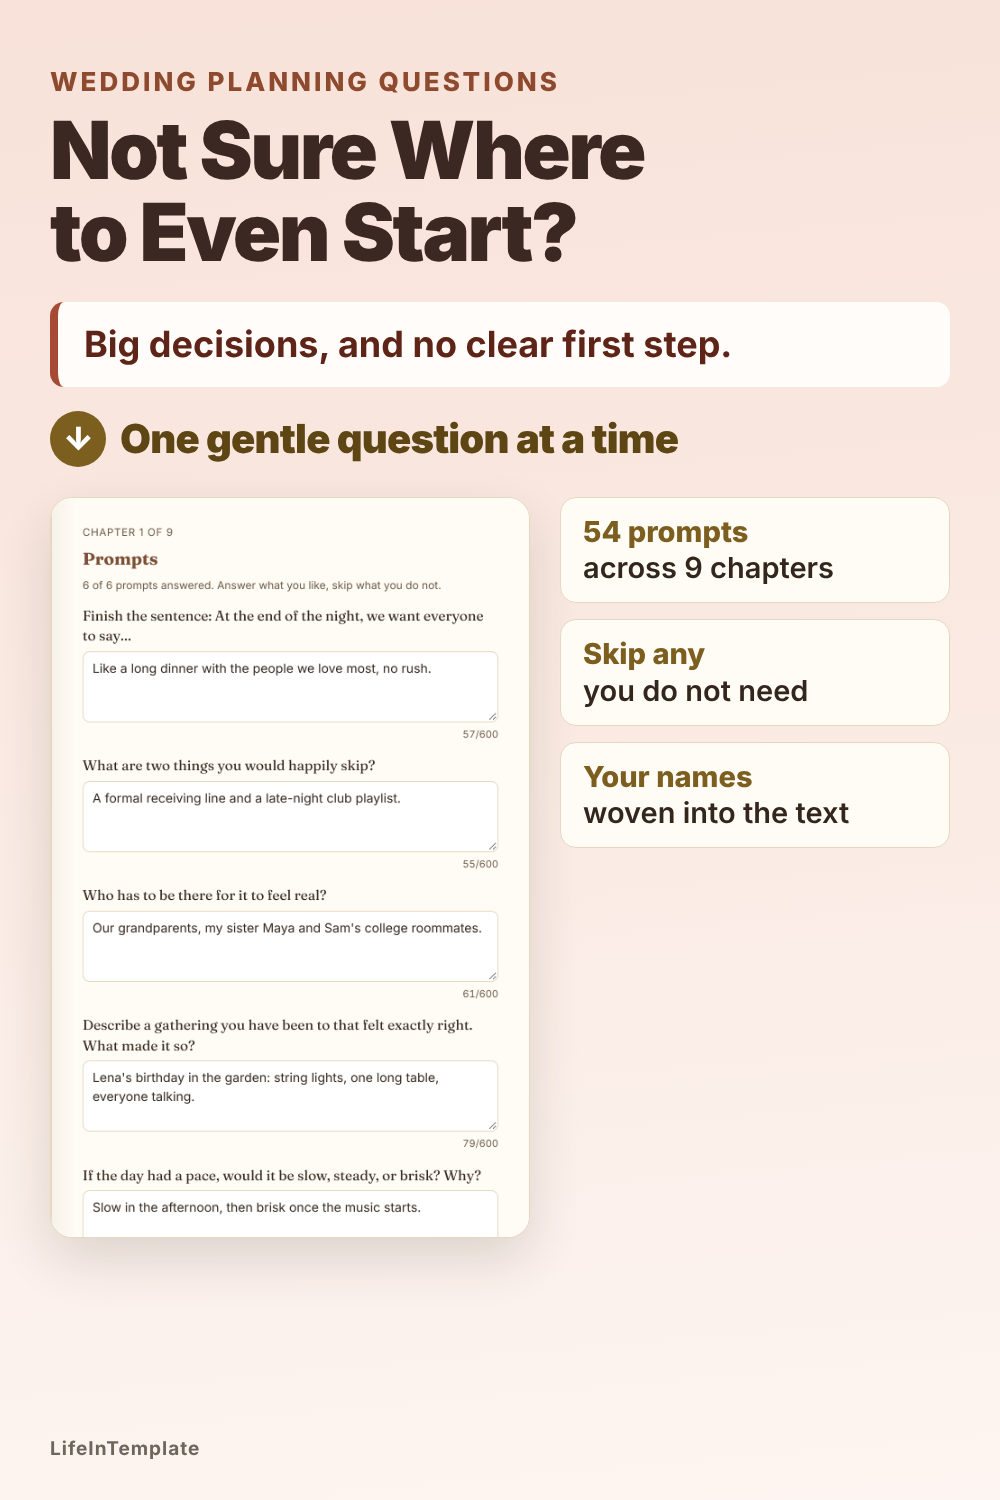 WEDDING PLANNING QUESTIONS
Not Sure Where
to Even Start?
Big decisions, and no clear first step.
One gentle question at a time
CHAPTER 1 OF 9
Prompts
6 of 6 prompts answered. Answer what you like, skip what you do not.
Finish the sentence: At the end of the night, we want everyone
to say...
Like a long dinner with the people we love most, no rush.
57/600
What are two things you would happily skip?
A formal receiving line and a late-night club playlist.
55/600
Who has to be there for it to feel real?
Our grandparents, my sister Maya and Sam's college roommates.
61/600
Describe a gathering you have been to that felt exactly right.
What made it so?
Lena's birthday in the garden: string lights, one long table,
everyone talking.
79/600
If the day had a pace, would it be slow, steady, or brisk? Why?
Slow in the afternoon, then brisk once the music starts.
54 prompts
across 9 chapters
Skip any
you do not need
Your names
woven into the text
LifeInTemplate